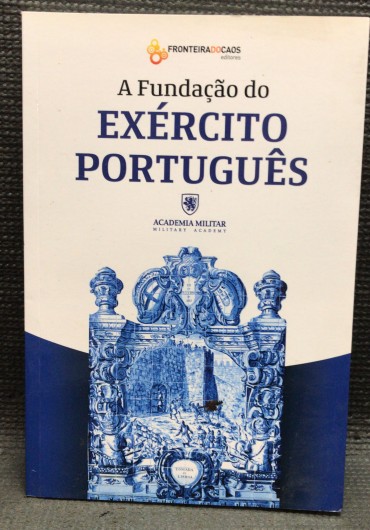 FRONTEIRADOCAOS
editores
A Fundação do
EXÉRCITO
PORTUGUÊS
ACADEMIA MILITAR
MILITARY ACADEMY